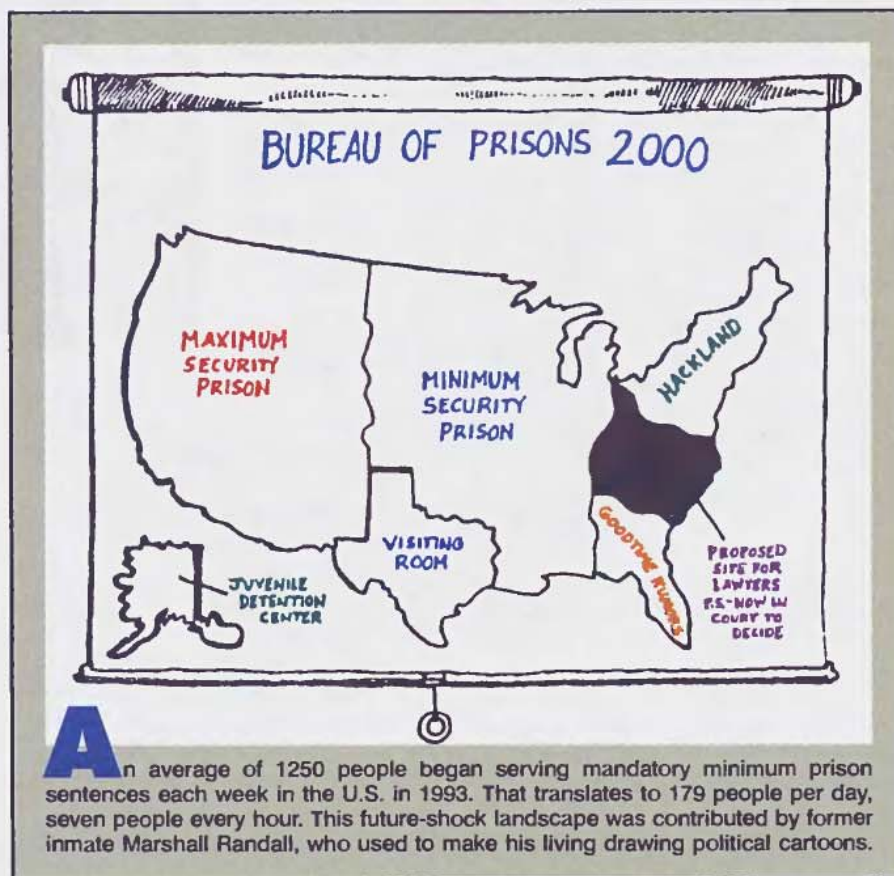 BUREAU OF PRISONS 2000
MAXIMUM
SECURITY
PRISON
MINIMUM
SECURITY
PRISON
HACKLAND
VISITING
ROOM
JUVENILE
DETENTION
CENTER
GOODTIME RUMORS
PROPOSED
SITE FOR
LAWYERS
P.S-NOW IN
COURT TO
DECIDE
An average of 1250 people began serving mandatory minimum prison
sentences each week in the U.S. in 1993. That translates to 179 people per day,
seven people every hour. This future-shock landscape was contributed by former
inmate Marshall Randall, who used to make his living drawing political cartoons.